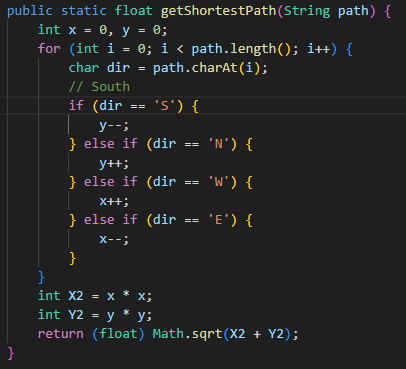 public static float getShortestPath(String path) {
    int x = 0, y = 0;
    for (int i = 0; i < path.length(); i++) {
        char dir = path.charAt(i);
        // South
        if (dir == 'S') {
            y--;
        } else if (dir == 'N') {
            y++;
        } else if (dir == 'W') {
            x++;
        } else if (dir == 'E') {
            x--;
        }
    }
    int X2 = x * x;
    int Y2 = y * y;
    return (float) Math.sqrt(X2 + Y2);
}